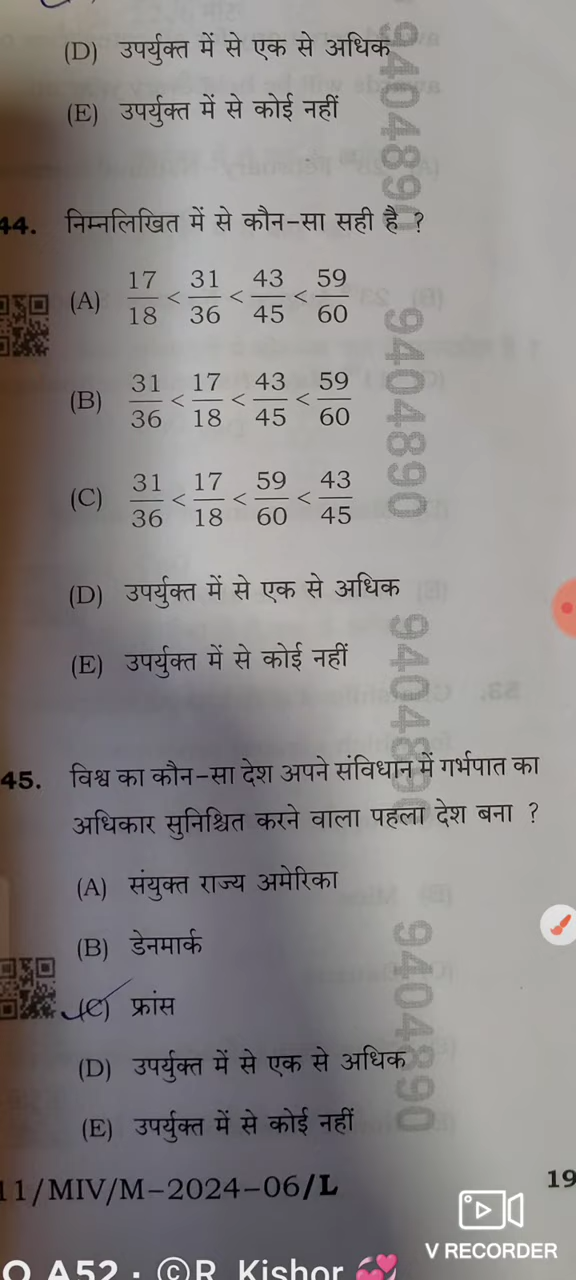 (D) उपर्युक्त में से एक से अधिक
(E) उपर्युक्त में से कोई नहीं
9404890
44. निम्नलिखित में से कौन-सा सही है ?
(A) 17/18 < 31/36 < 43/45 < 59/60
(B) 31/36 < 17/18 < 43/45 < 59/60
9404890
(C) 31/36 < 17/18 < 59/60 < 43/45
(D) उपर्युक्त में से एक से अधिक
(E) उपर्युक्त में से कोई नहीं
9404890
45. विश्व का कौन-सा देश अपने संविधान में गर्भपात का
अधिकार सुनिश्चित करने वाला पहला देश बना ?
(A) संयुक्त राज्य अमेरिका
(B) डेनमार्क
(C) फ्रांस
(D) उपर्युक्त में से एक से अधिक
9404890
(E) उपर्युक्त में से कोई नहीं
11/MIV/M-2024-06/L
19
V RECORDER
A52 · ©R Kishor